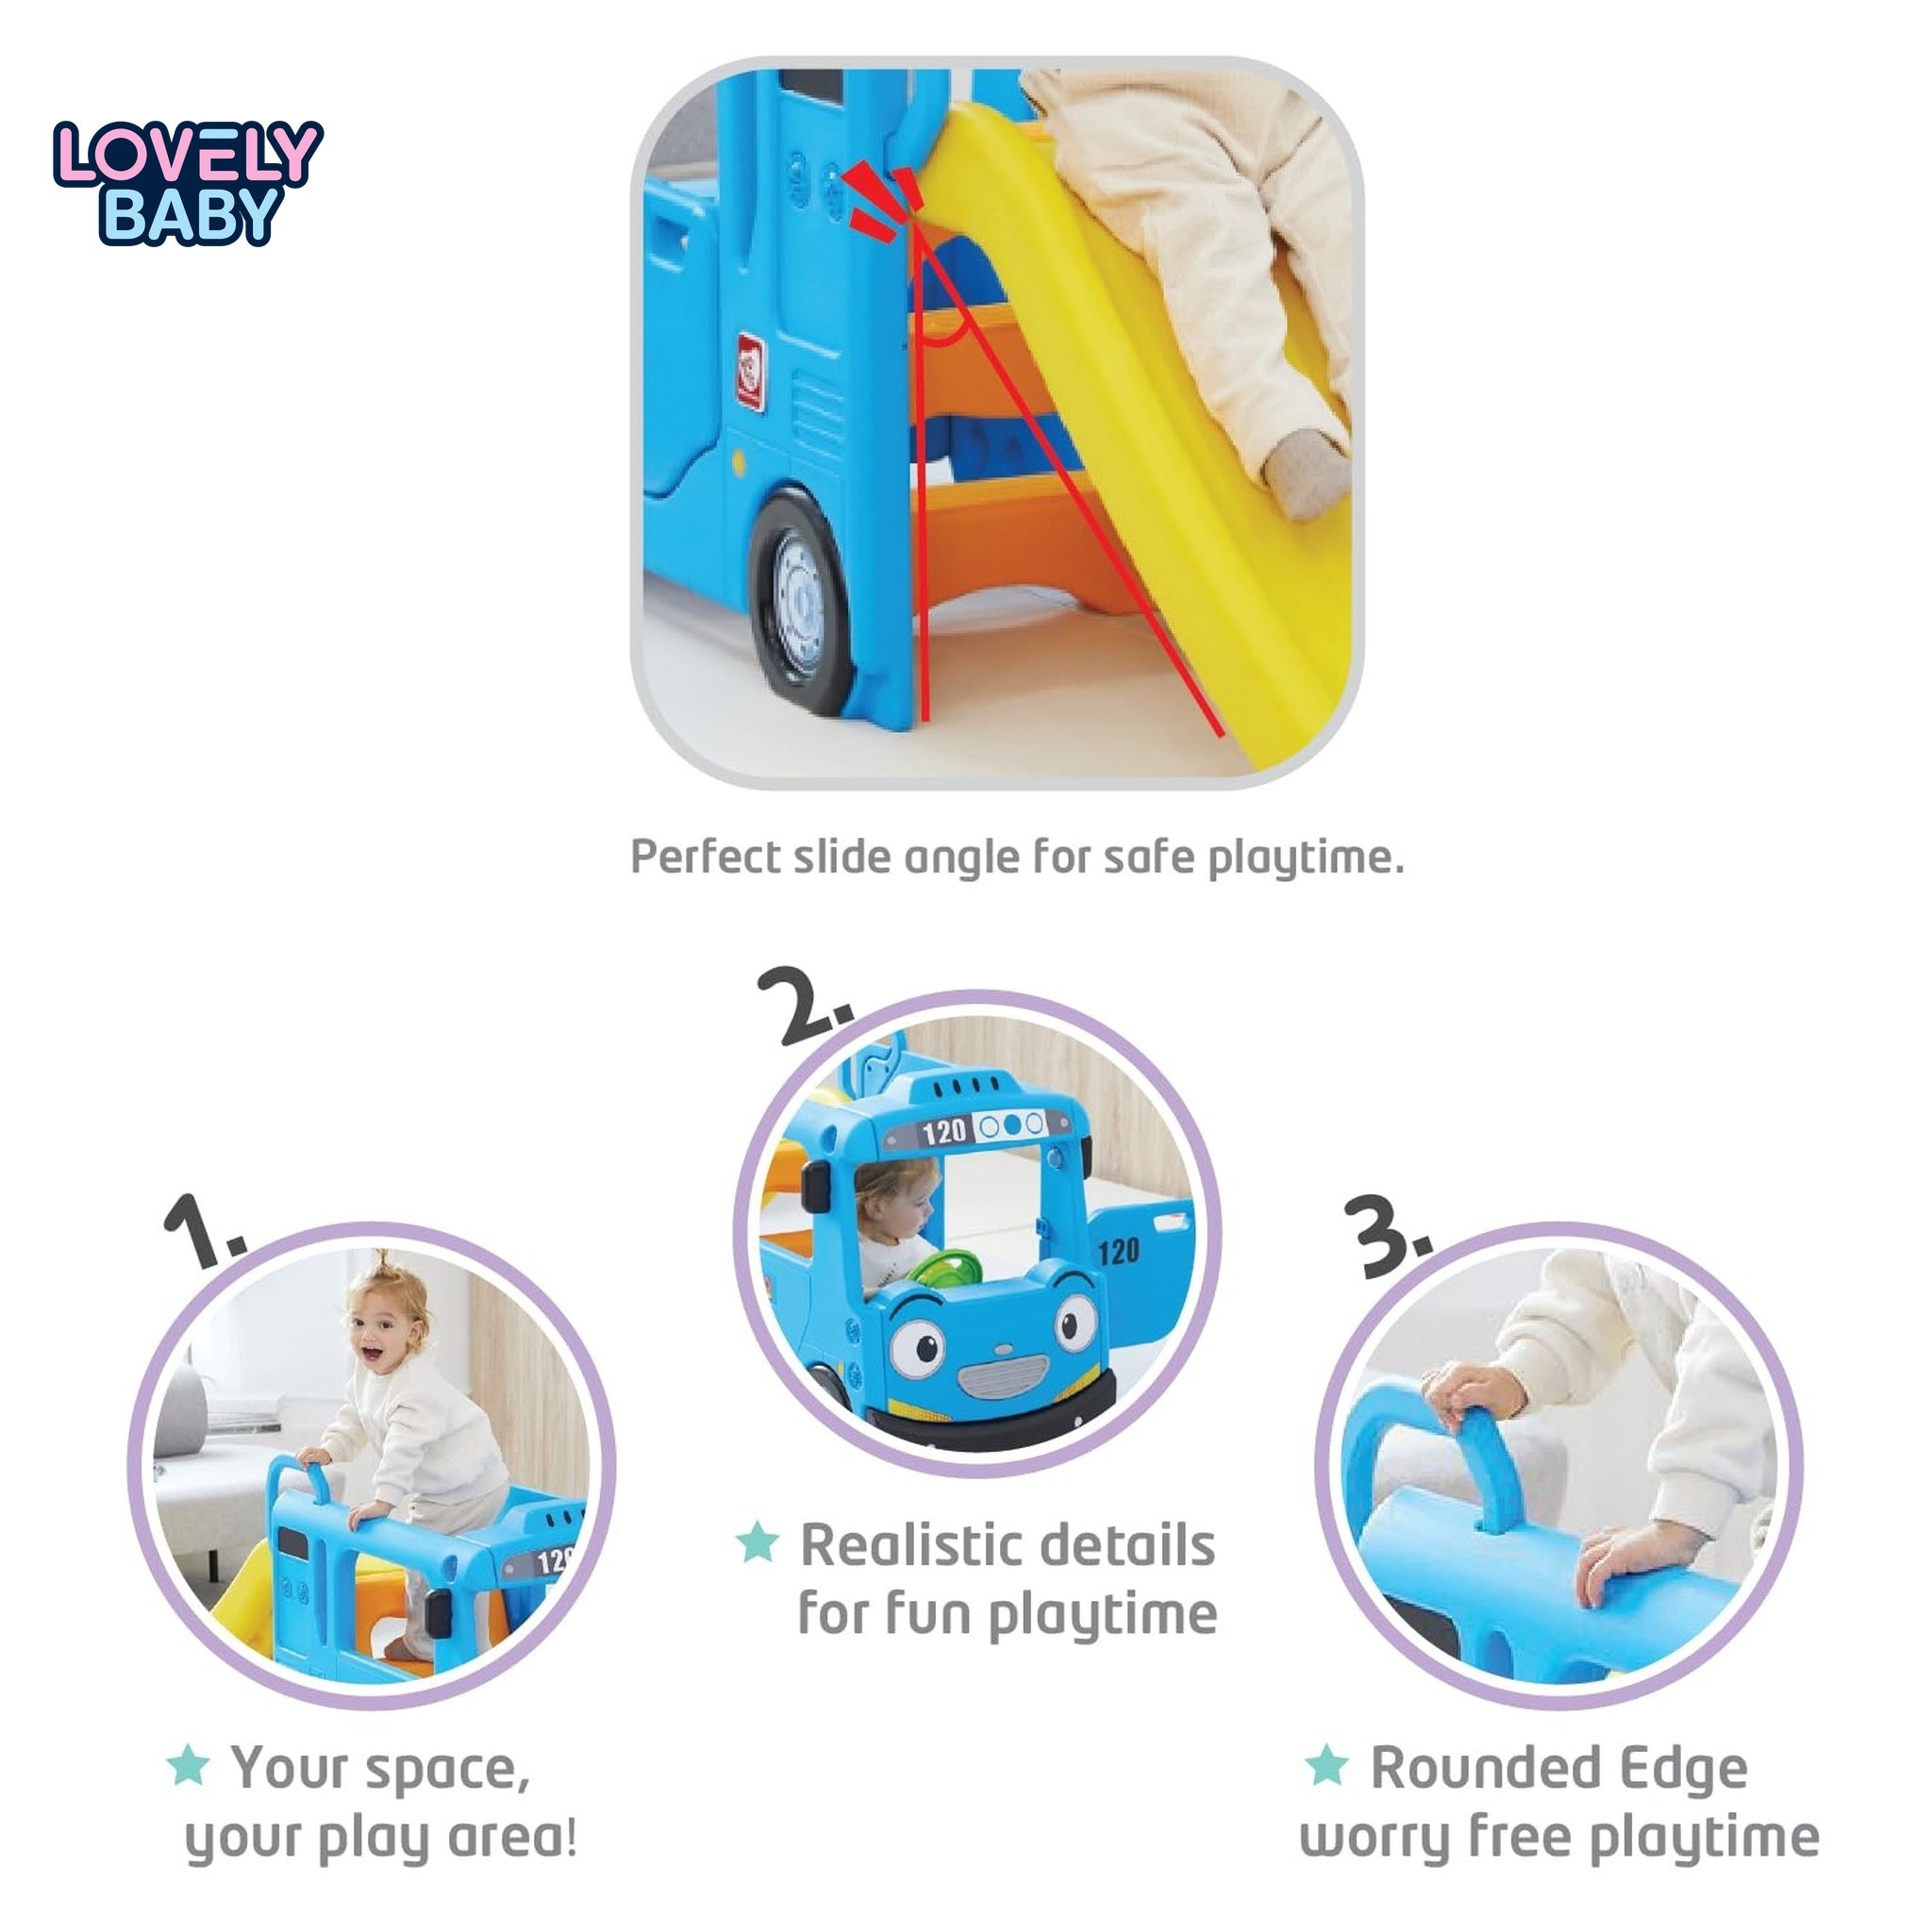 LOVELY
BABY
Perfect slide angle for safe playtime.
1.
2.
3.
120
120
120
Your space,
your play area!
Realistic details
for fun playtime
Rounded Edge
worry free playtime